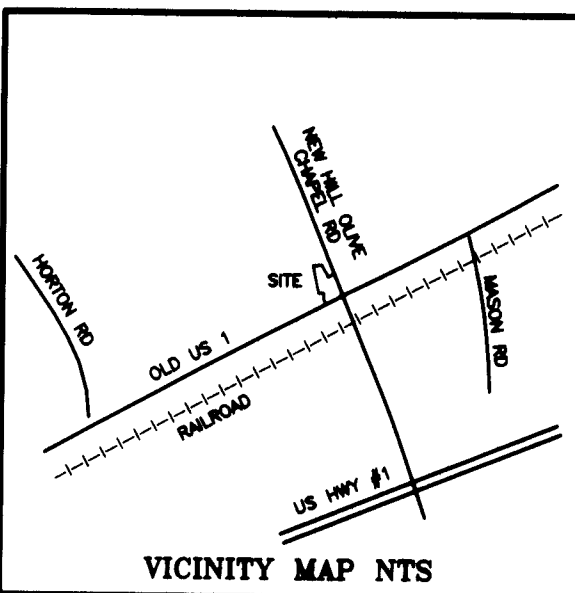 NEW HILL OLIVE
CHAPEL RD
HORTON RD
SITE
MASON RD
OLD US 1
RAILROAD
US HWY #1
VICINITY MAP NTS